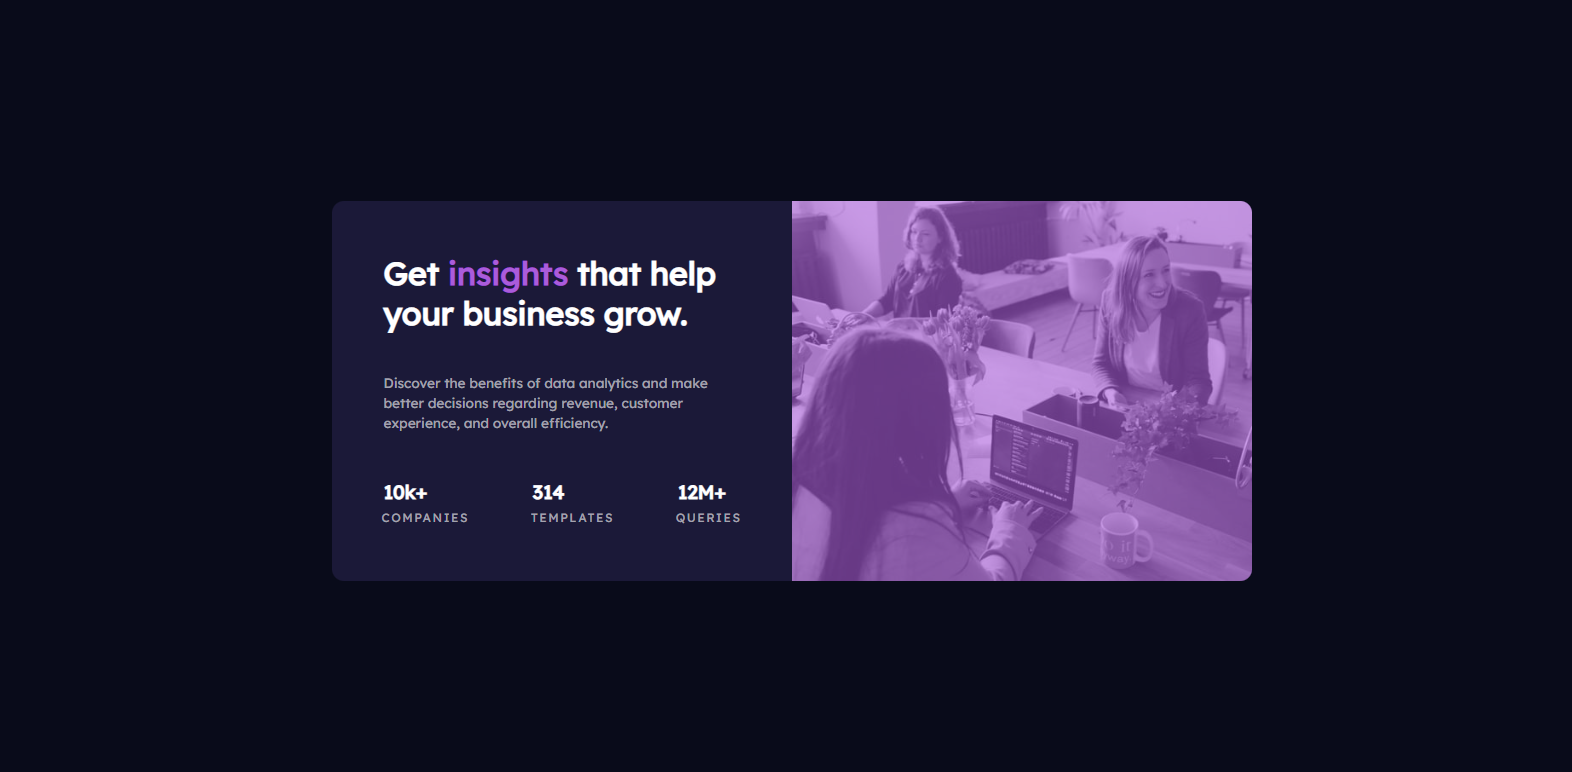 Get insights that help
your business grow.
Discover the benefits of data analytics and make
better decisions regarding revenue, customer
experience, and overall efficiency.
10k+ 314 12M+
COMPANIES TEMPLATES QUERIES